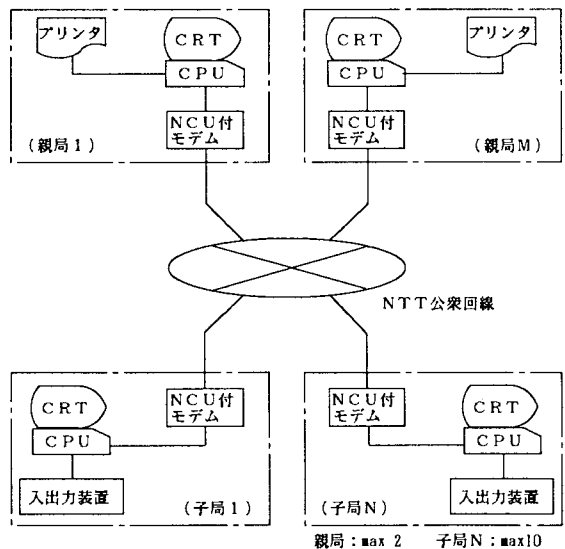 プリンタ
CRT
CPU
NCU付
モデム
(親局1)
CRT
プリンタ
CPU
NCU付
モデム
(親局M)
NTT公衆回線
CRT
CPU
NCU付
モデム
入出力装置
(子局1)
NCU付
モデム
CRT
CPU
入出力装置
(子局N)
親局:max 2 子局N:max10